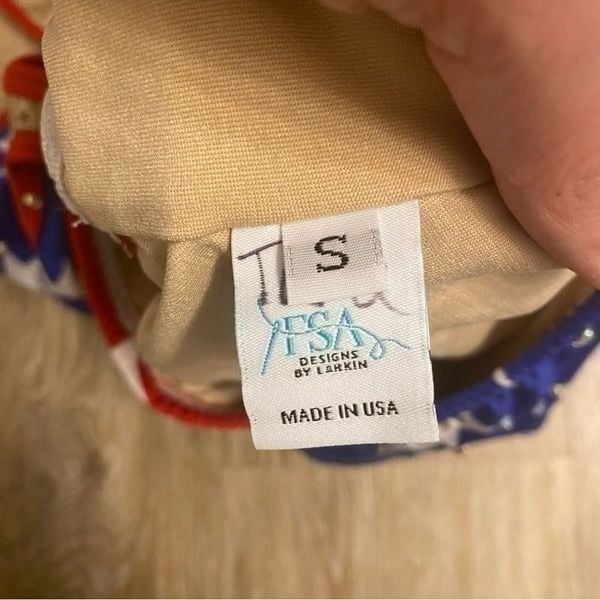 S
FSA
DESIGNS
BY LARKIN
MADE IN USA